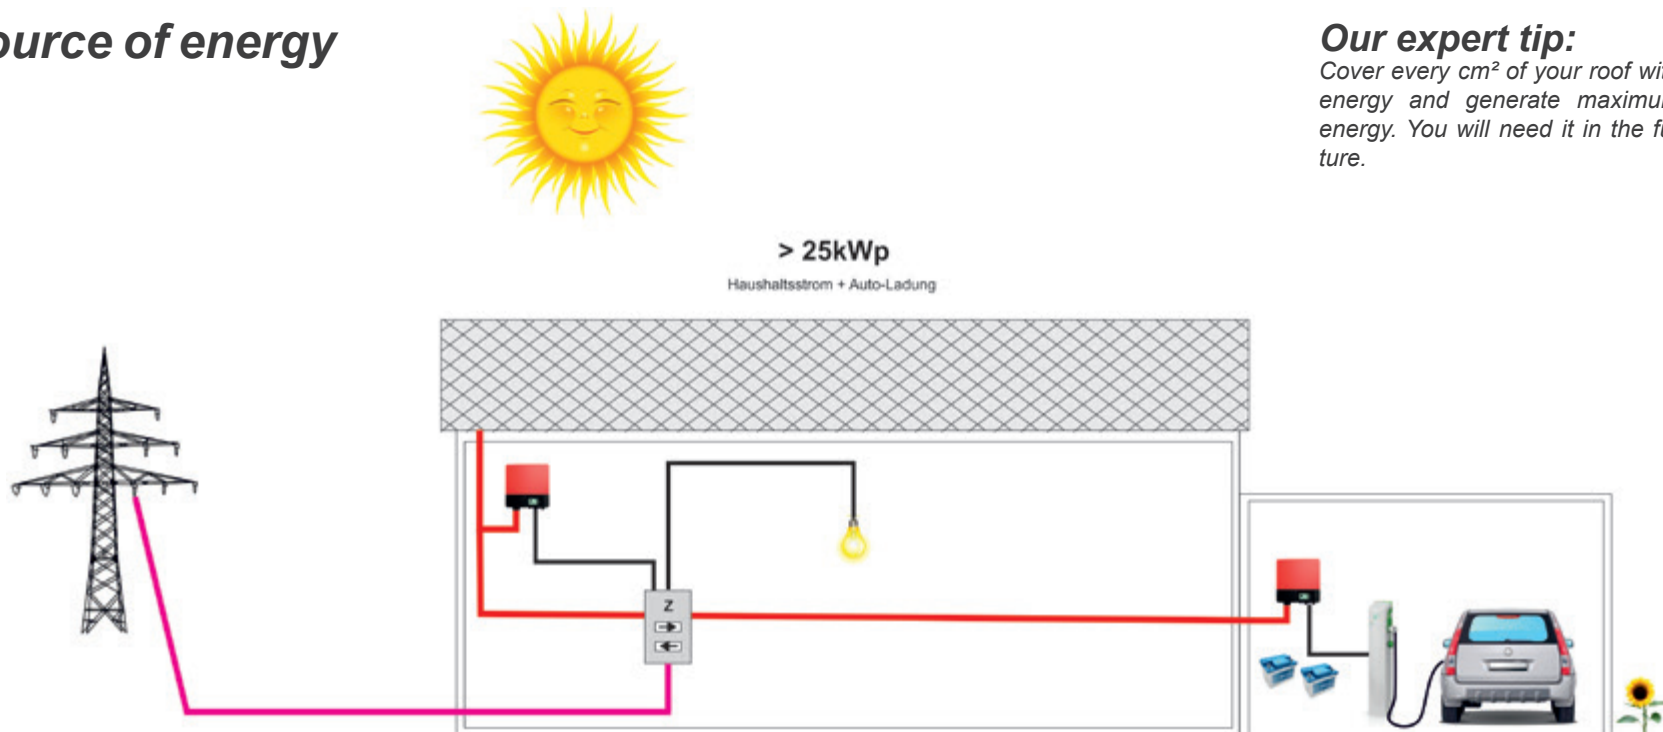 ource of energy
Our expert tip:
Cover every cm² of your roof wit
energy and generate maximu
energy. You will need it in the fu
ture.
> 25kWp
Haushaltsstrom + Auto-Ladung
Z